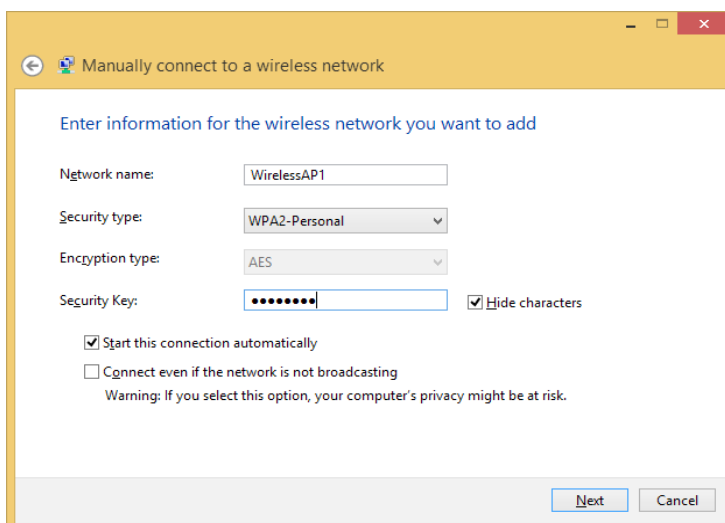 Manually connect to a wireless network
Enter information for the wireless network you want to add
Network name:
WirelessAP1
Security type:
WPA2-Personal
Encryption type:
AES
Security Key:
●●●●●●●●
Hide characters
Start this connection automatically
Connect even if the network is not broadcasting
Warning: If you select this option, your computer's privacy might be at risk.
Next
Cancel